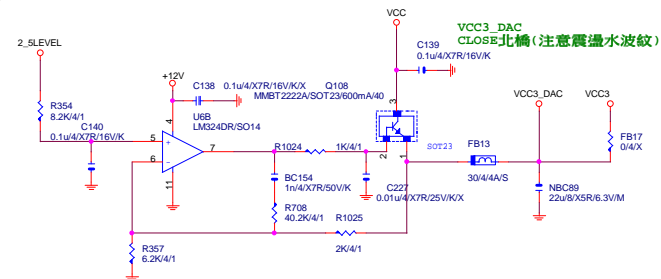 VCC
VCC3_DAC
CLOSE北橋(注意震盪水波紋)
2_5LEVEL
C139
0.1u/4/X7R/16V/K/X
+12V
C138
0.1u/4/X7R/16V/K/X
Q108
MMBT2222A/SOT23/600mA/40
VCC3_DAC
VCC3
R354
8.2K/4/1
C140
0.1u/4/X7R/16V/K
U6B
LM324DR/SO14
4
3
5
+
6
-
7
11
R1024
1K/4/1
2
1
SOT23
FB13
30/4/4A/S
FB17
0/4/X
BC154
1n/4/X7R/50V/K
C227
0.01u/4/X7R/25V/K/X
NBC89
22u/8/X5R/6.3V/M
R708
40.2K/4/1
R1025
2K/4/1
R357
6.2K/4/1